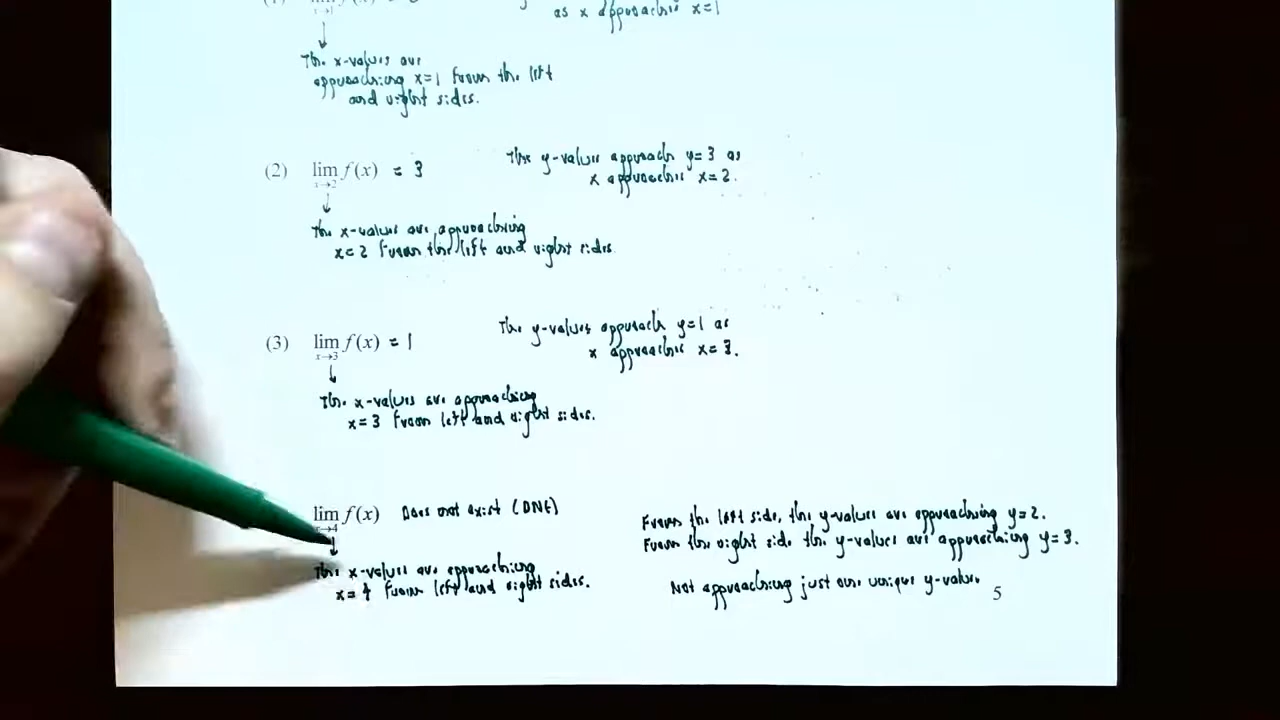 as x approaches x=1
The x-values are
approaching x=1 from the left
and right sides.
(2) lim f(x) = 3
x→2
The y-values approach y=3 as
x approaches x=2.
The x-values are approaching
x=2 from the left and right sides.
(3) lim f(x) = 1
x→3
The y-values approach y=1 as
x approaches x=3.
The x-values are approaching
x=3 from left and right sides.
lim f(x) Does not exist (DNE)
x→4
The x-values are approaching
x=4 from left and right sides.
From the left side, the y-values are approaching y=2.
From the right side the y-values are approaching y=3.
Not approaching just one unique y-value.
5